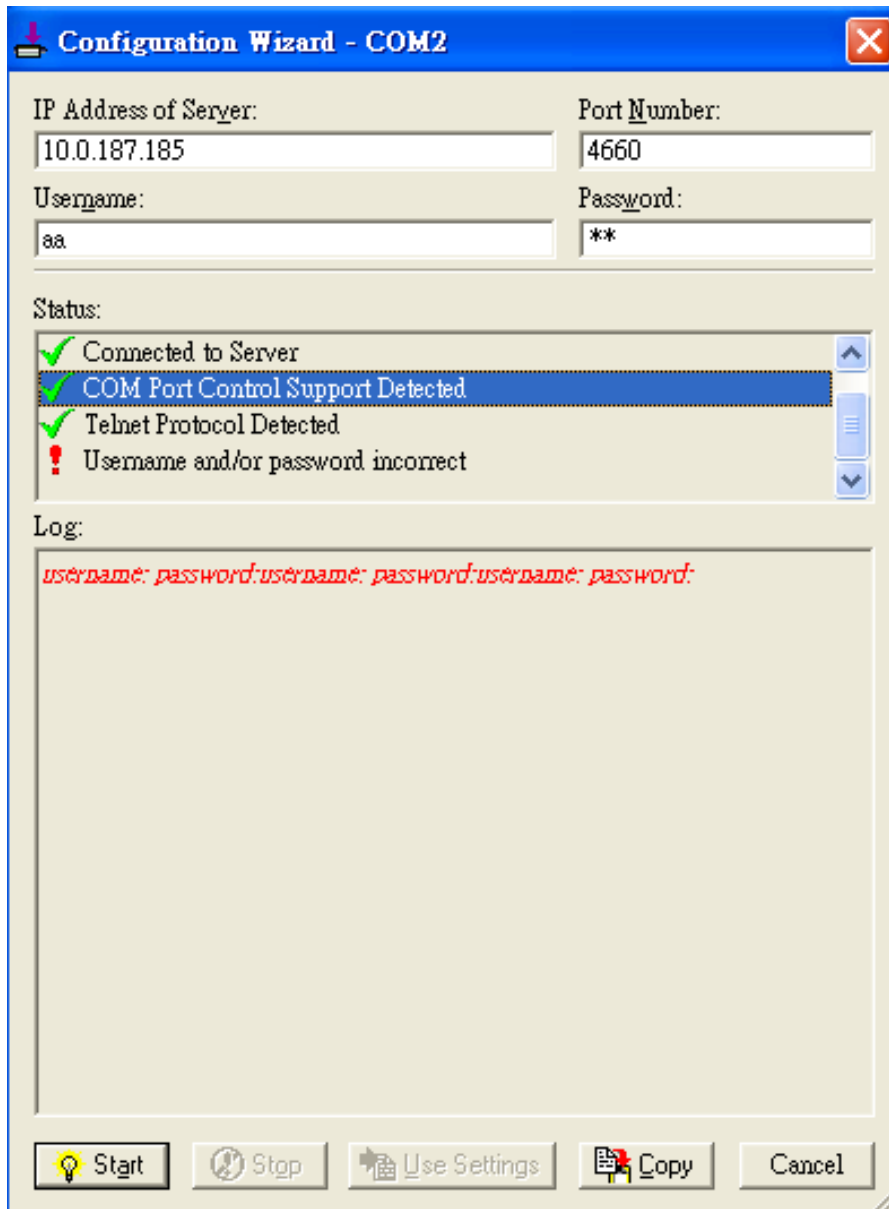 Configuration Wizard - COM2
IP Address of Server: Port Number:
10.0.187.185 4660
Username: Password:
aa **
Status:
Connected to Server
COM Port Control Support Detected
Telnet Protocol Detected
Username and/or password incorrect
Log:
username: password:username: password:username: password:
Start Stop Use Settings Copy Cancel